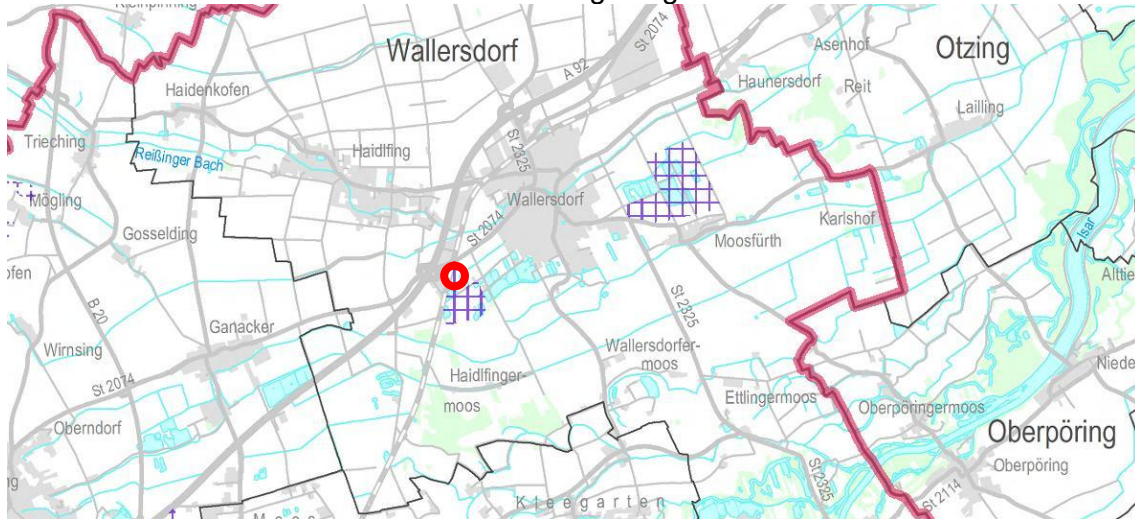 Wallersdorf
St 2074
Otzing
A 92
Asenhof
Haunersdorf
Reit
Haidenkofen
Lailling
Trieching
St 2325
Haidlfing
Reißinger Bach
Mögling
Wallersdorf
Karlshof
Isar
Gosselding
St 2074
Moosfürth
B 20
St 2325
Ganacker
Wirnsing
Wallersdorfer-
moos
St 2074
Haidlfinger-
moos
Ettlingermoos
Oberpöringermoos
Oberndorf
Oberpöring
Oberpöring
Kleegarten
St 2325
St 2114